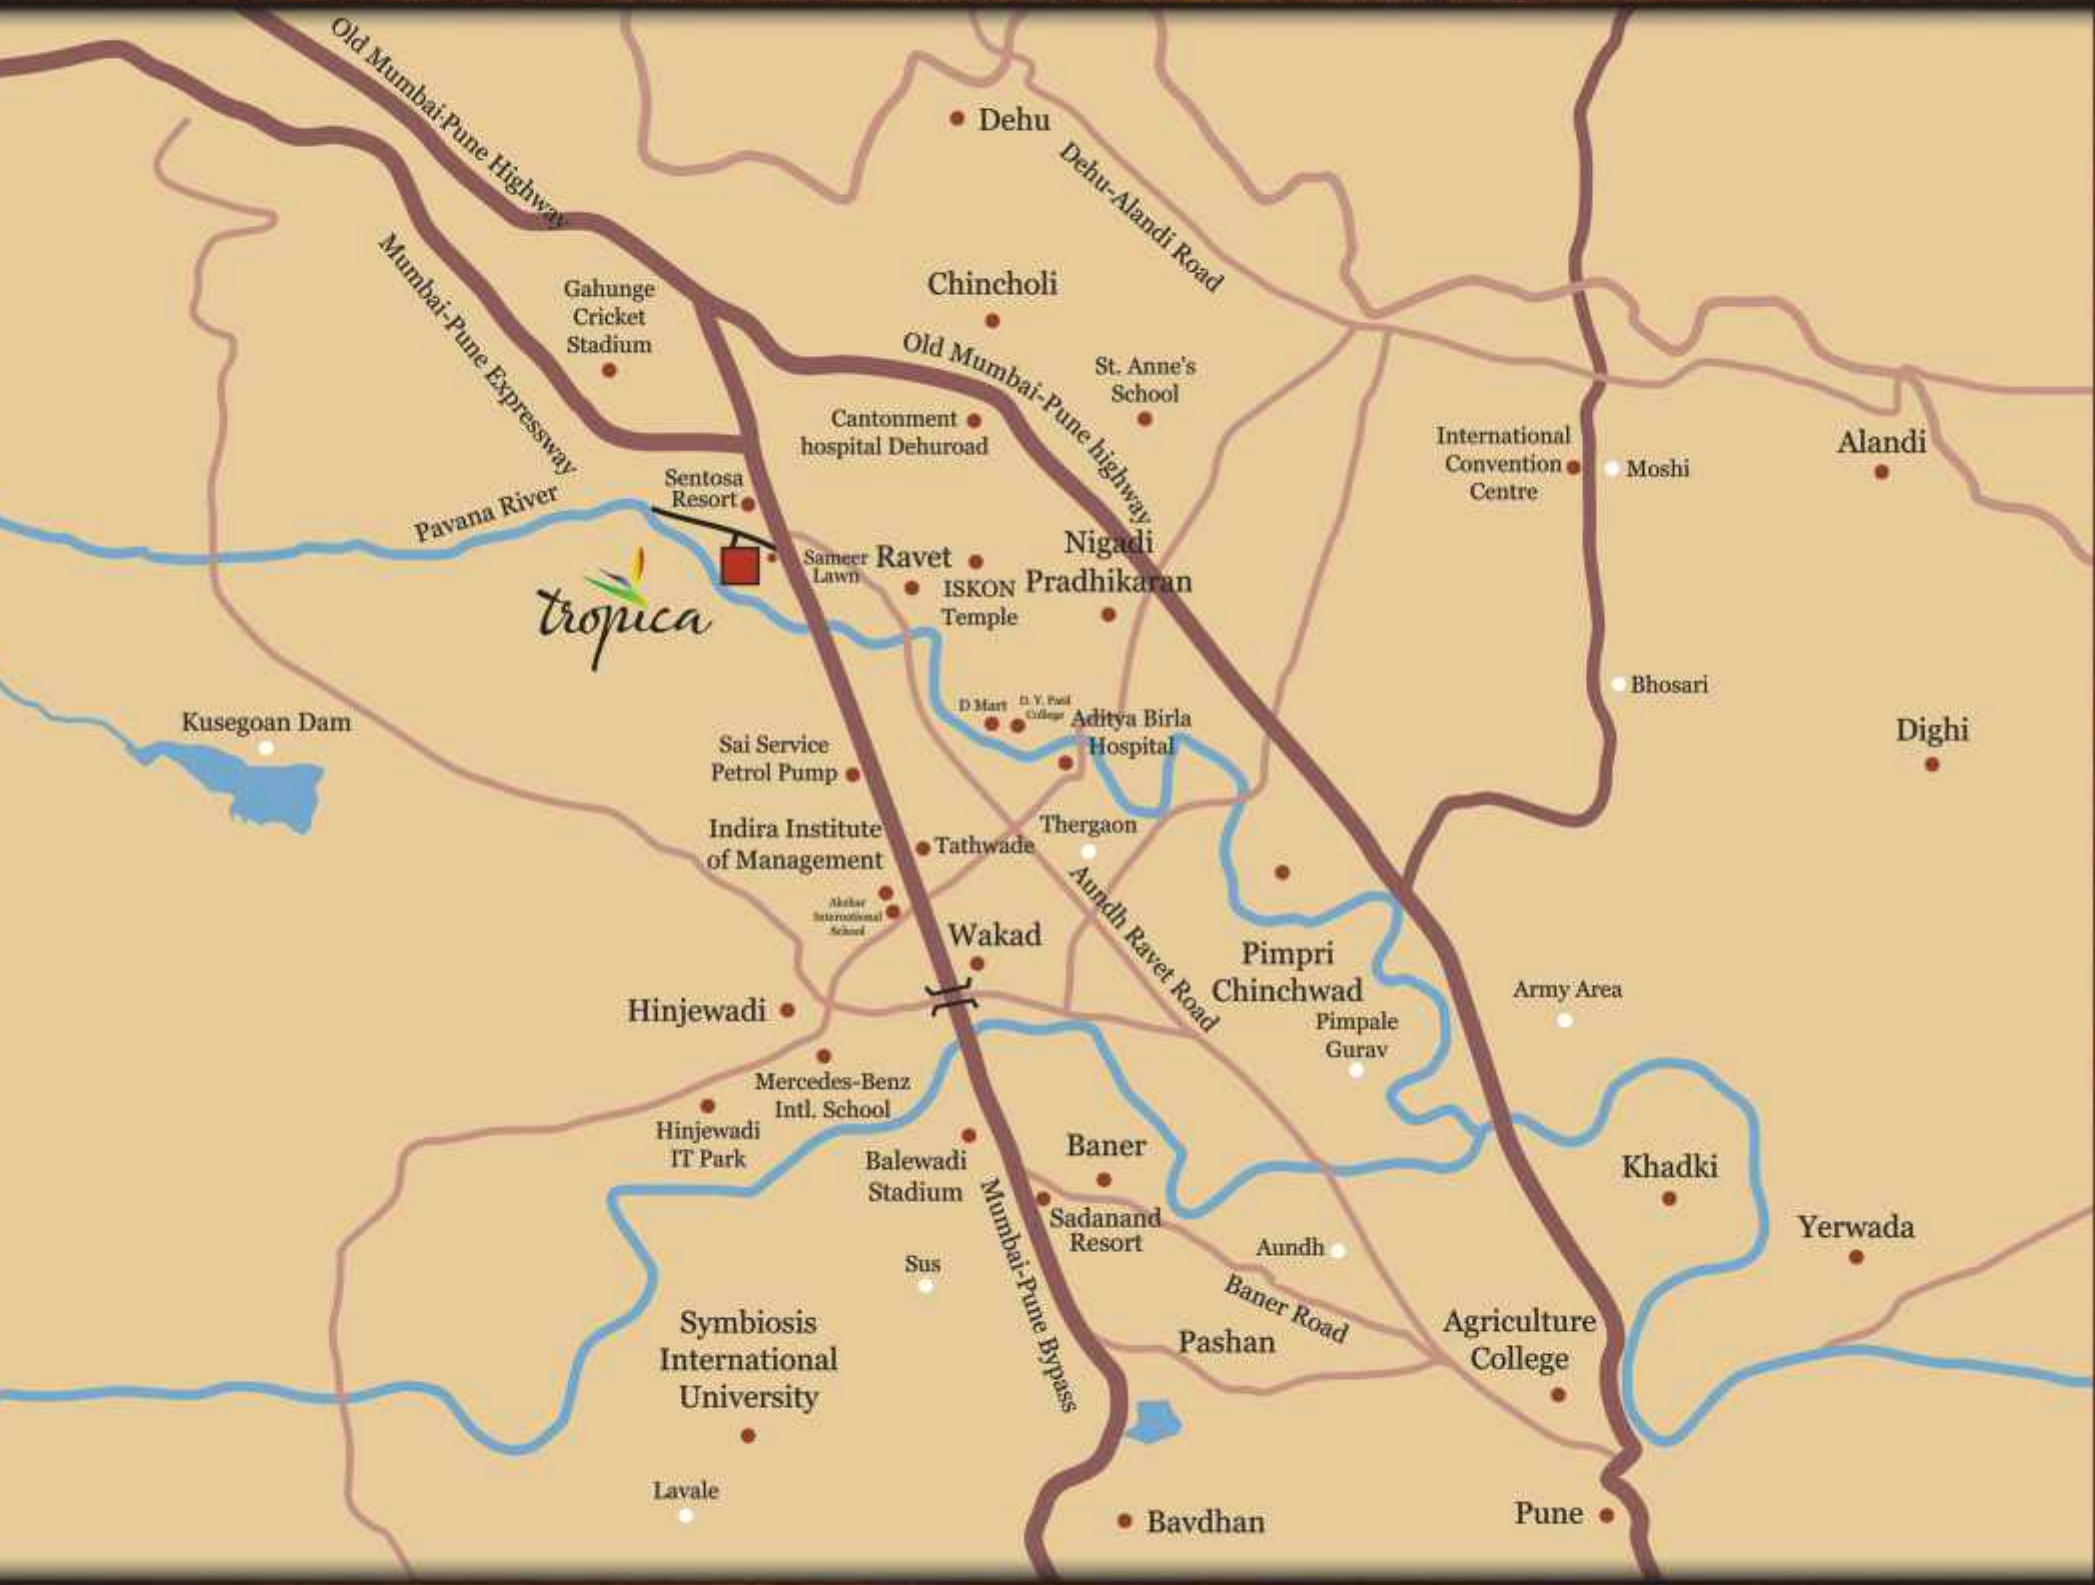 Old Mumbai-Pune Highway
Dehu
Dehu-Alandi Road
Mumbai-Pune Expressway
Gahunge
Cricket
Stadium
Chincholi
Old Mumbai-Pune highway
St. Anne's
School
Cantonment
hospital Dehuroad
International
Convention
Centre
Moshi
Alandi
Sentosa
Resort
Pavana River
tropica
Sameer
Lawn
Ravet
ISKON
Temple
Nigadi
Pradhikaran
Bhosari
Dighi
Kusegoan Dam
D Mart
D. Y. Patil
College
Aditya Birla
Hospital
Sai Service
Petrol Pump
Indira Institute
of Management
Tathwade
Thergaon
Akshar
International
School
Aundh Ravet Road
Wakad
Pimpri
Chinchwad
Hinjewadi
Pimpale
Gurav
Army Area
Mercedes-Benz
Intl. School
Hinjewadi
IT Park
Balewadi
Stadium
Baner
Khadki
Sadanand
Resort
Yerwada
Aundh
Sus
Mumbai-Pune Bypass
Baner Road
Symbiosis
International
University
Pashan
Agriculture
College
Lavale
Bavdhan
Pune